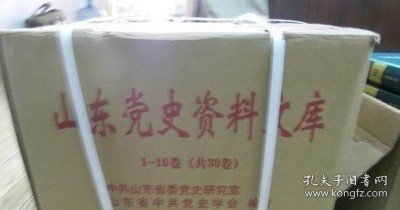 山东党史资料文库
1—16卷（共30卷）
中共山东省委党史研究室
山东省中共党史学会
孔夫子旧书网
www.kongfz.com